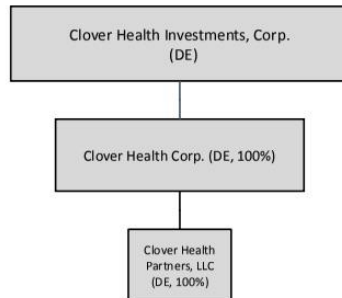 Clover Health Investments, Corp.
(DE)
Clover Health Corp. (DE, 100%)
Clover Health
Partners, LLC
(DE, 100%)